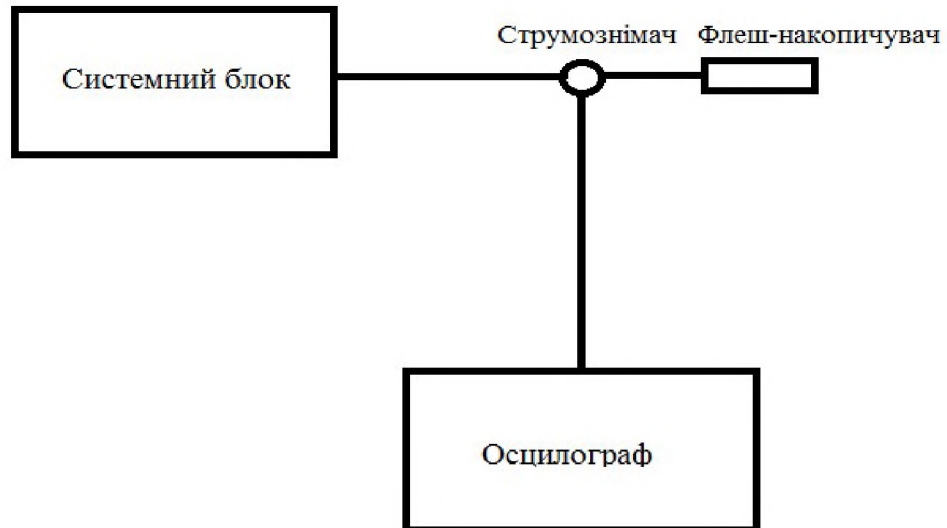 Струмознімач Флеш-накопичувач
Системний блок
Осцилограф